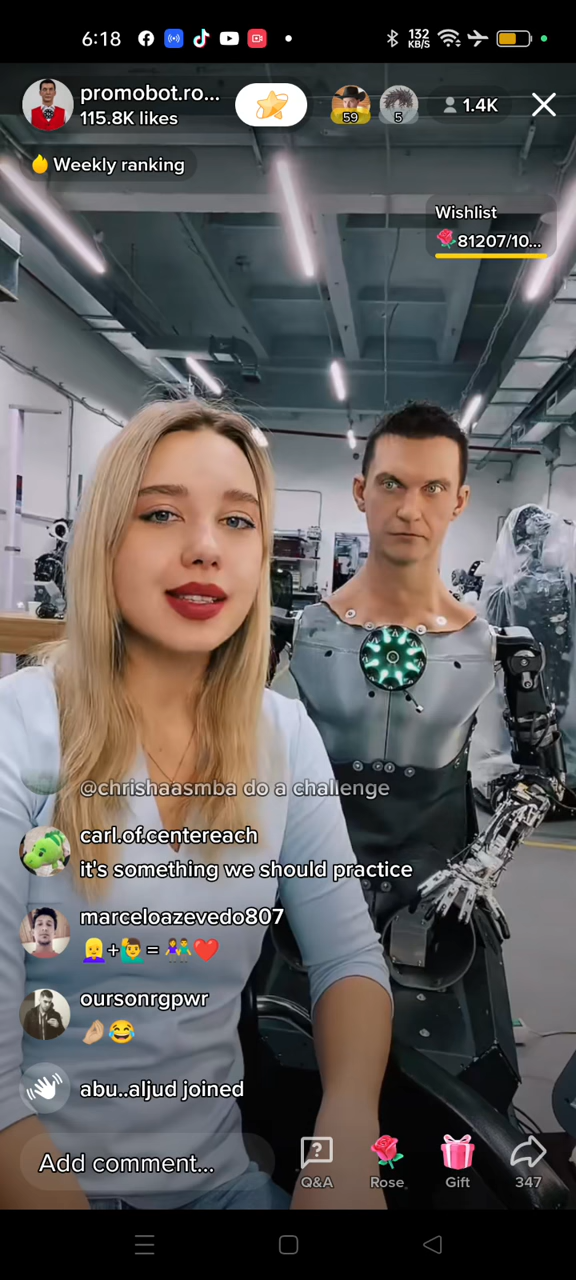 6:18
132
KB/S
promobot.ro...
115.8K likes
59
5
1.4K
Weekly ranking
Wishlist
81207/10...
@chrishaasmba do a challenge
carl.of.centereach
it's something we should practice
marceloazevedo807
+ =
oursonrgpwr
abu..aljud joined
Add comment...
Q&A
Rose
Gift
347